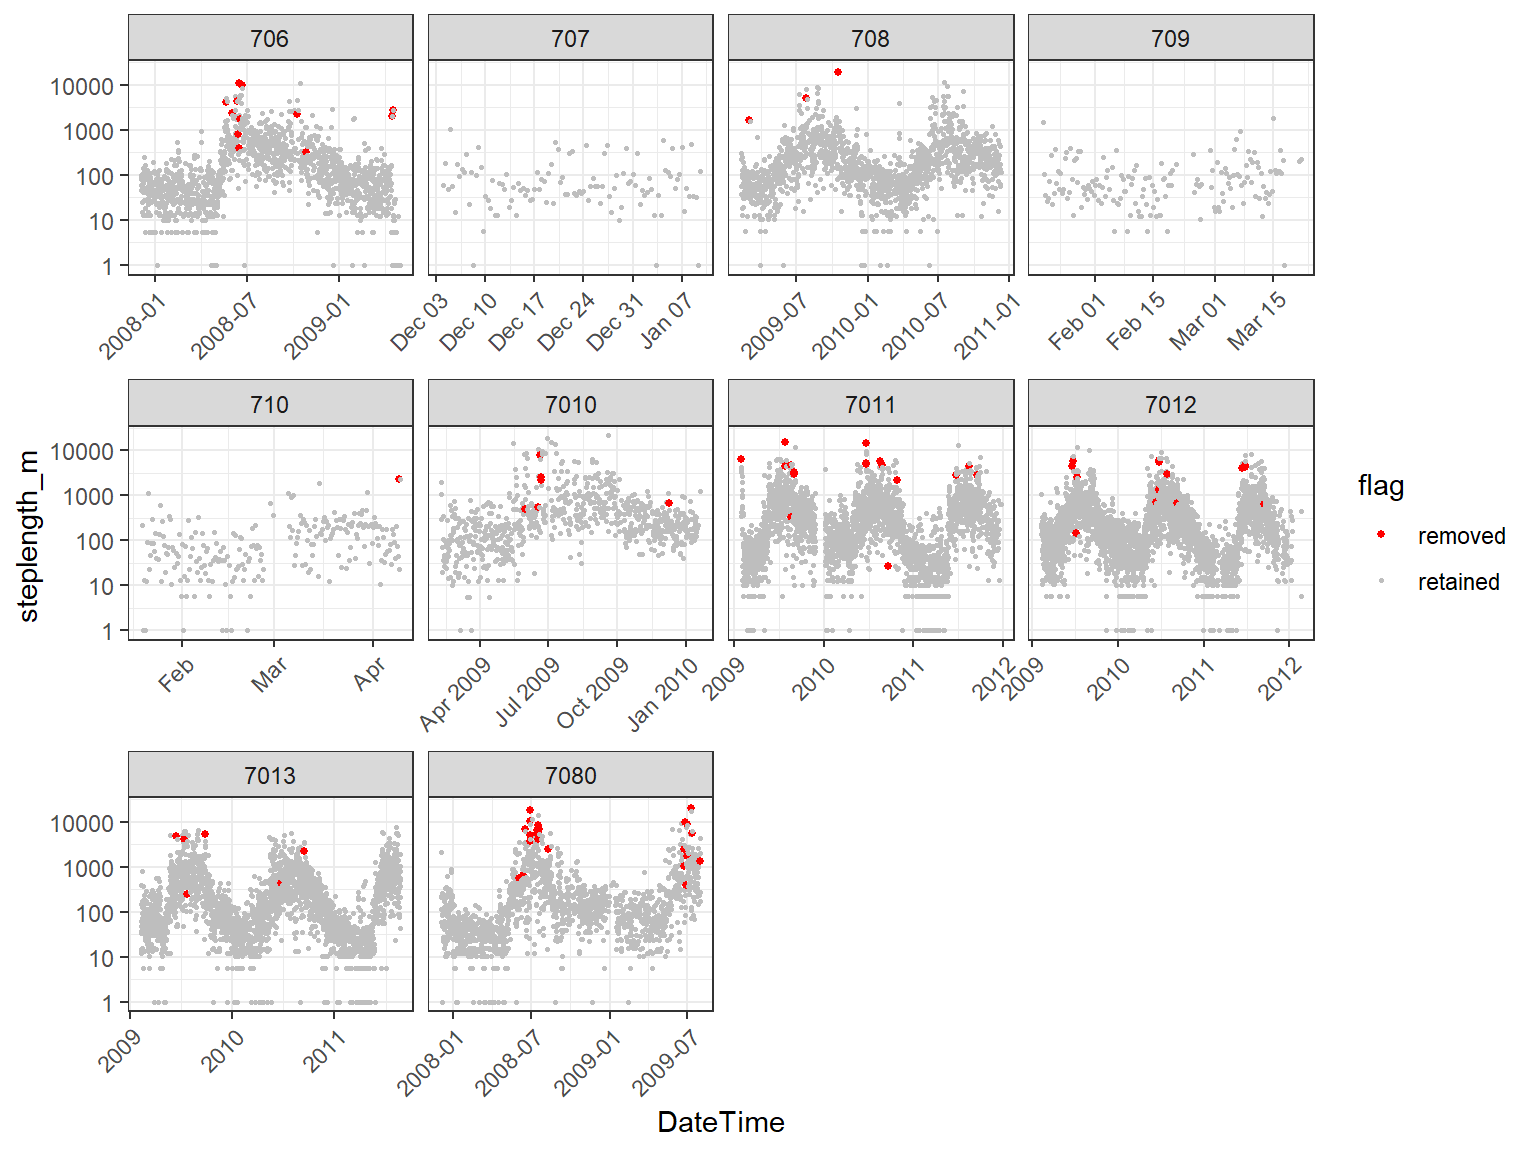 706 707 708 709
10000
1000
100
10
1
2008-01 2008-07 2009-01 Dec 03 Dec 10 Dec 17 Dec 24 Dec 31 Jan 07 2009-07 2010-01 2010-07 2011-01 Feb 01 Feb 15 Mar 01 Mar 15
710 7010 7011 7012
10000
1000
100
10
1
Feb Mar Apr Apr 2009 Jul 2009 Oct 2009 Jan 2010 2009 2010 2011 2012 2009 2010 2011 2012
7013 7080
10000
1000
100
10
1
2009 2010 2011 2008-01 2008-07 2009-01 2009-07
steplength_m
DateTime
flag
removed
retained